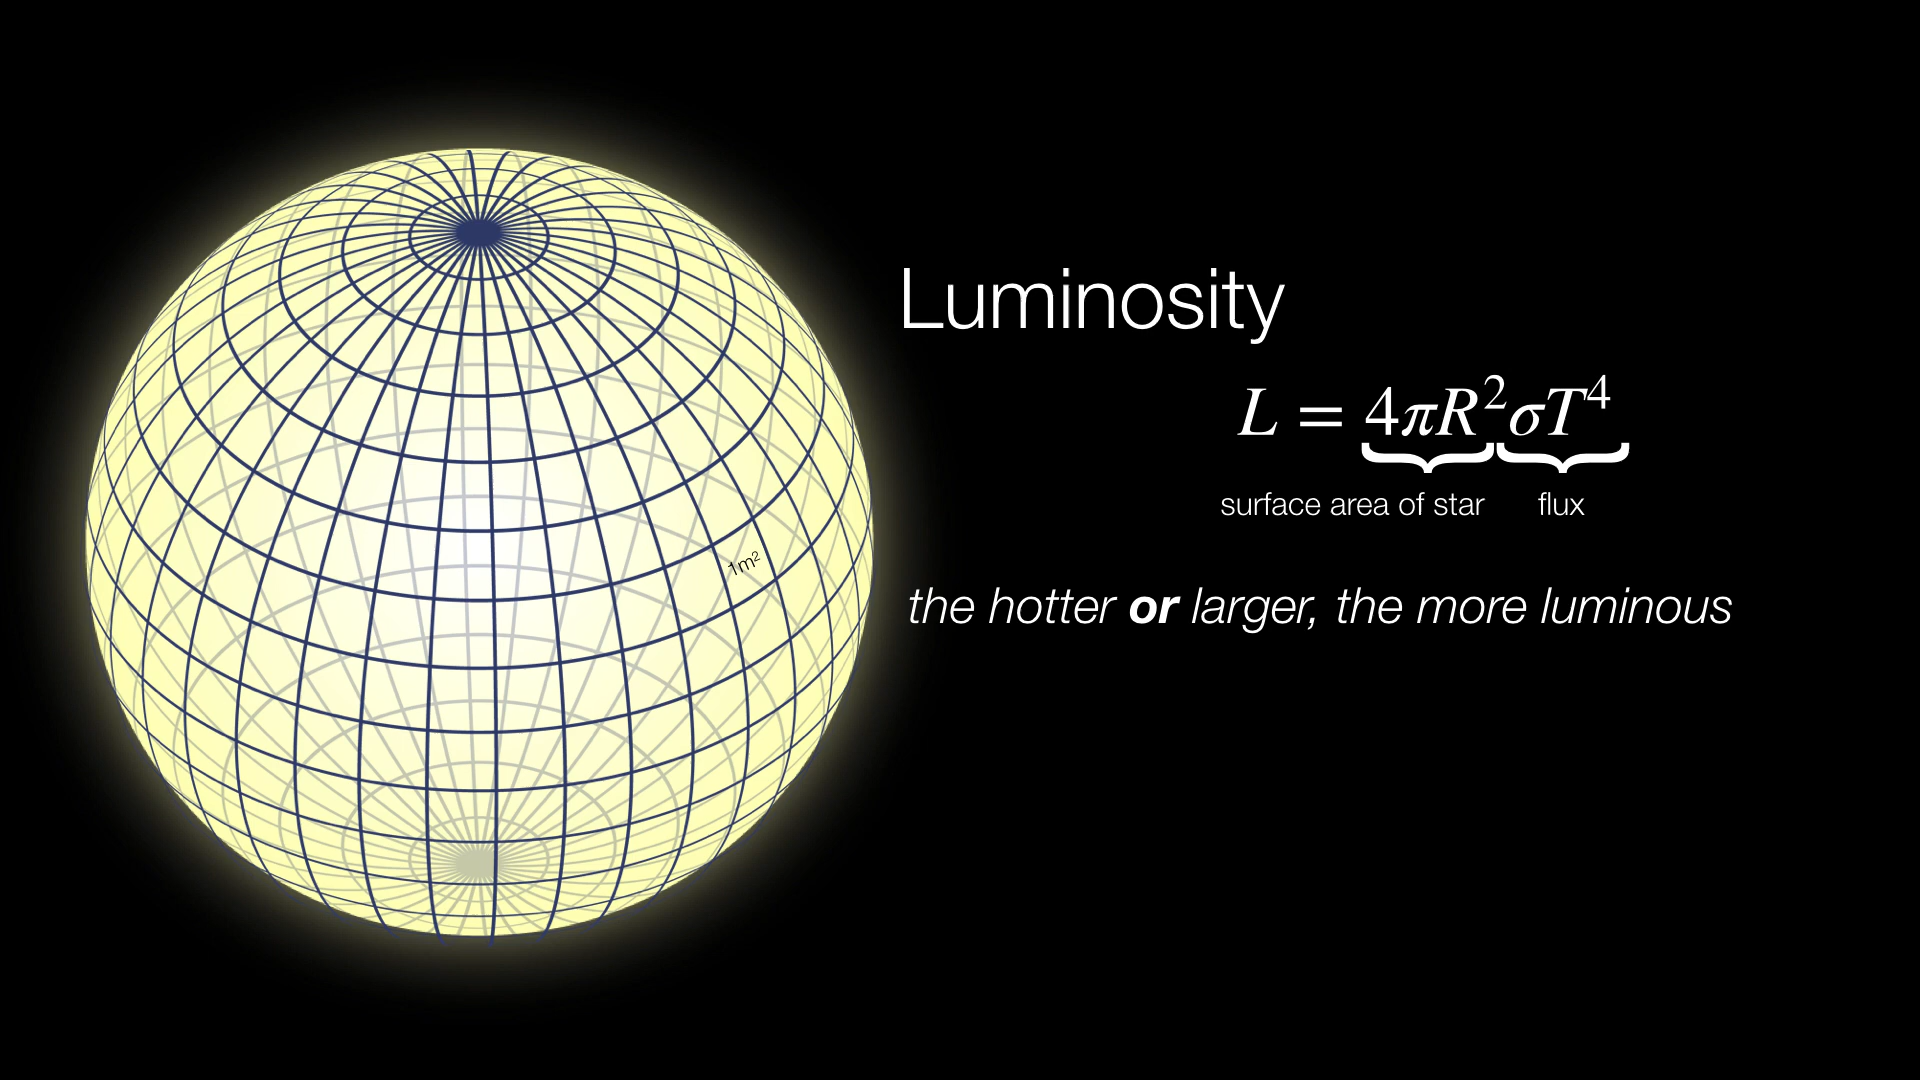 Luminosity
L = 4πR²σT⁴
surface area of star flux
1m²
the hotter or larger, the more luminous